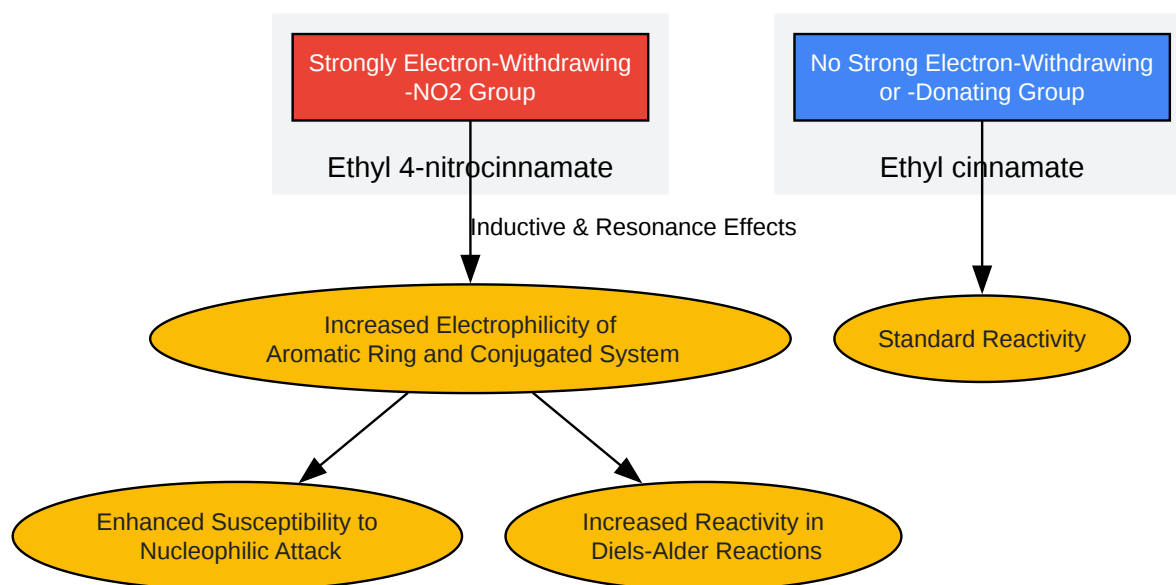 Strongly Electron-Withdrawing
-NO2 Group
No Strong Electron-Withdrawing
or -Donating Group
Ethyl 4-nitrocinnamate
Ethyl cinnamate
Inductive & Resonance Effects
Increased Electrophilicity of
Aromatic Ring and Conjugated System
Standard Reactivity
Enhanced Susceptibility to
Nucleophilic Attack
Increased Reactivity in
Diels-Alder Reactions